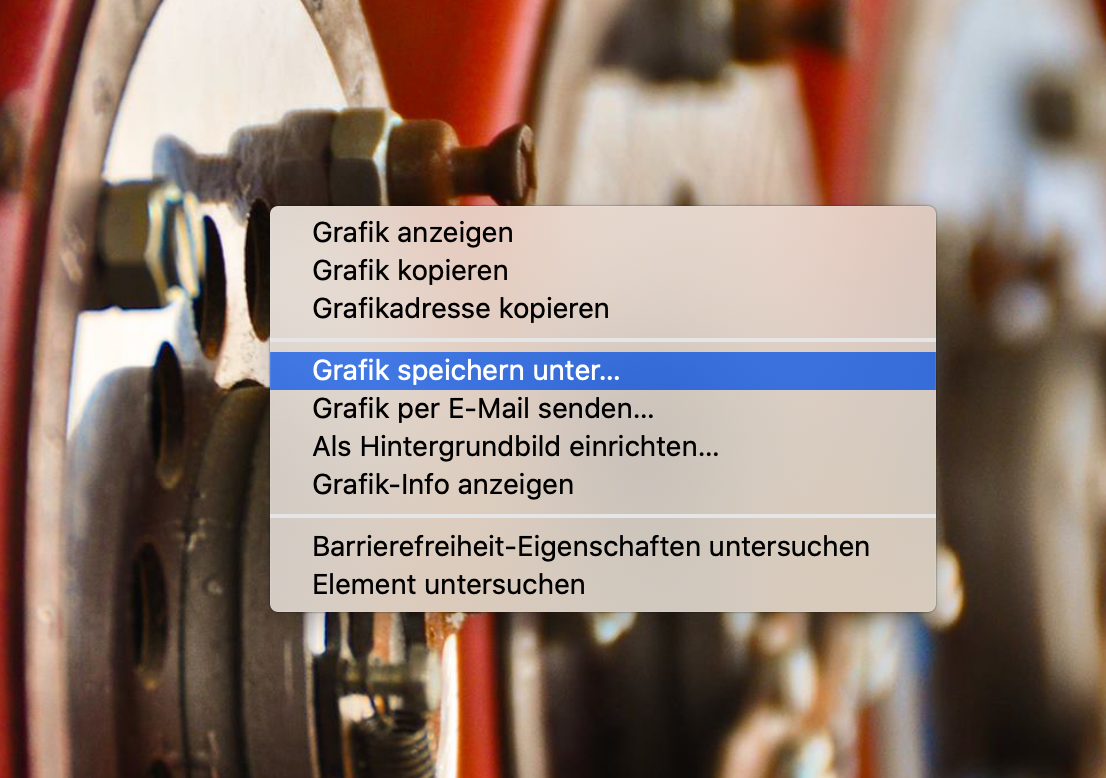 Grafik anzeigen
Grafik kopieren
Grafikadresse kopieren
Grafik speichern unter...
Grafik per E-Mail senden...
Als Hintergrundbild einrichten...
Grafik-Info anzeigen
Barrierefreiheit-Eigenschaften untersuchen
Element untersuchen